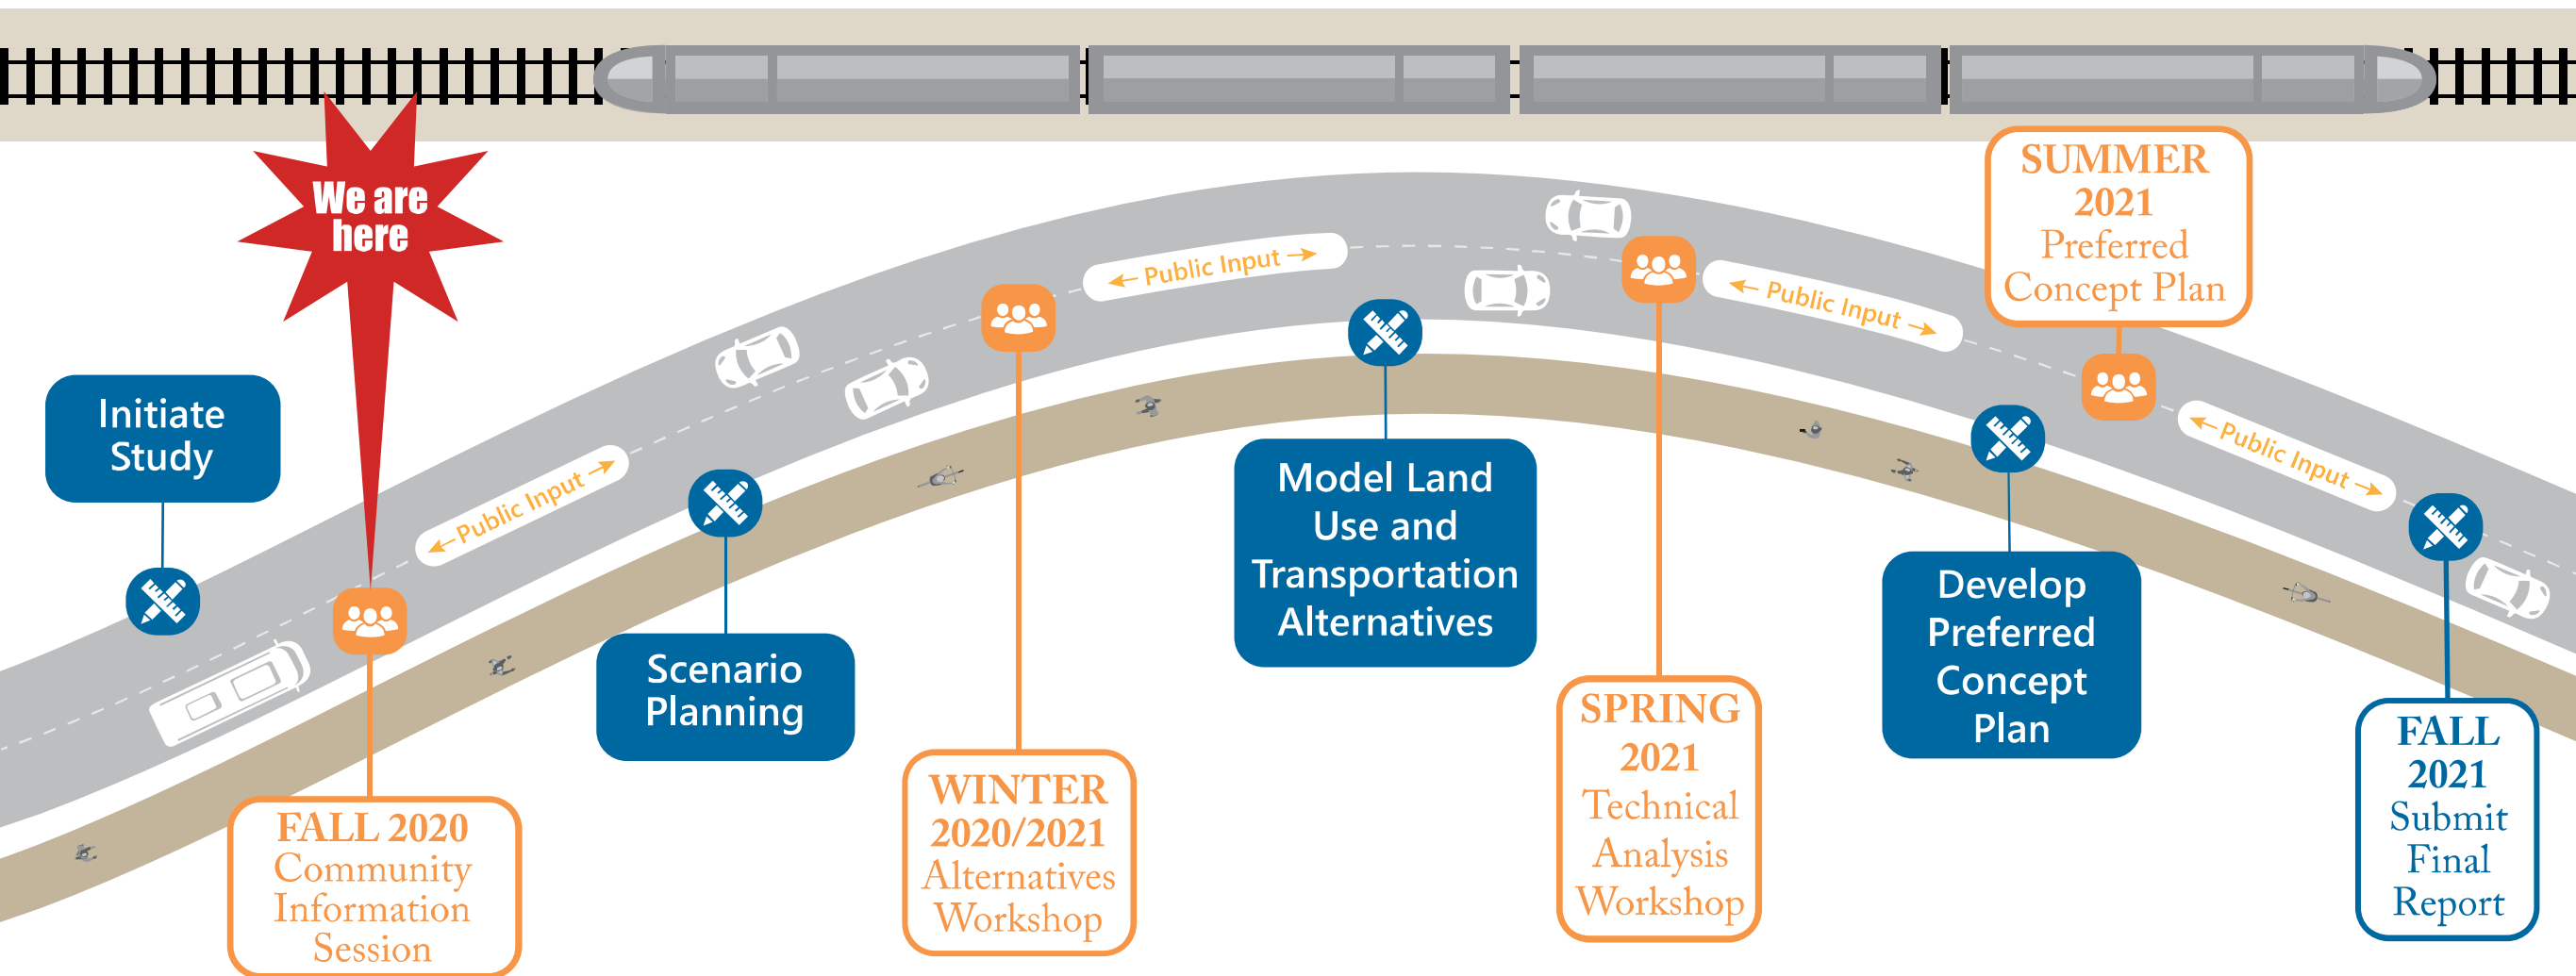 We are
here
Initiate
Study
FALL 2020
Community
Information
Session
← Public Input →
Scenario
Planning
WINTER
2020/2021
Alternatives
Workshop
← Public Input →
Model Land
Use and
Transportation
Alternatives
SPRING
2021
Technical
Analysis
Workshop
← Public Input →
Develop
Preferred
Concept
Plan
SUMMER
2021
Preferred
Concept Plan
← Public Input →
FALL
2021
Submit
Final
Report